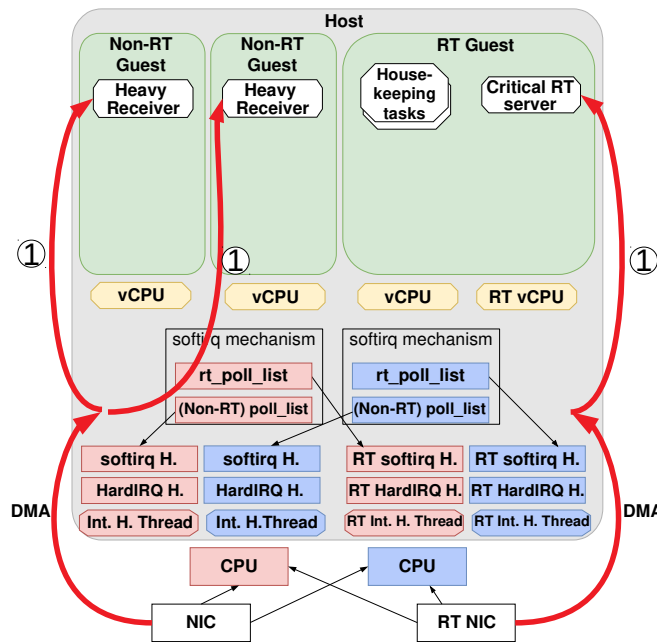 Host
Non-RT
Guest
Heavy
Receiver
Non-RT
Guest
Heavy
Receiver
RT Guest
House-
keeping
tasks
Critical RT
server
1
1
1
vCPU
vCPU
vCPU
RT vCPU
softirq mechanism
rt_poll_list
(Non-RT) poll_list
softirq mechanism
rt_poll_list
(Non-RT) poll_list
softirq H.
softirq H.
RT softirq H.
RT softirq H.
HardIRQ H.
HardIRQ H.
RT HardIRQ H.
RT HardIRQ H.
DMA
DMA
Int. H. Thread
Int. H.Thread
RT Int. H. Thread
RT Int. H. Thread
CPU
CPU
NIC
RT NIC